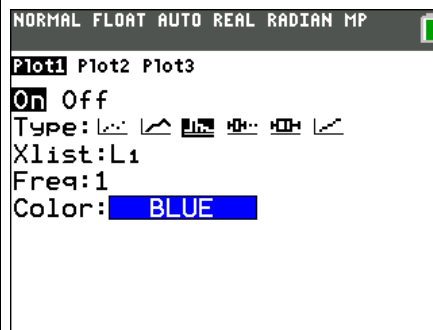 NORMAL FLOAT AUTO REAL RADIAN MP
Plot1 Plot2 Plot3
On Off
Type:
Xlist:L₁
Freq:1
Color: BLUE